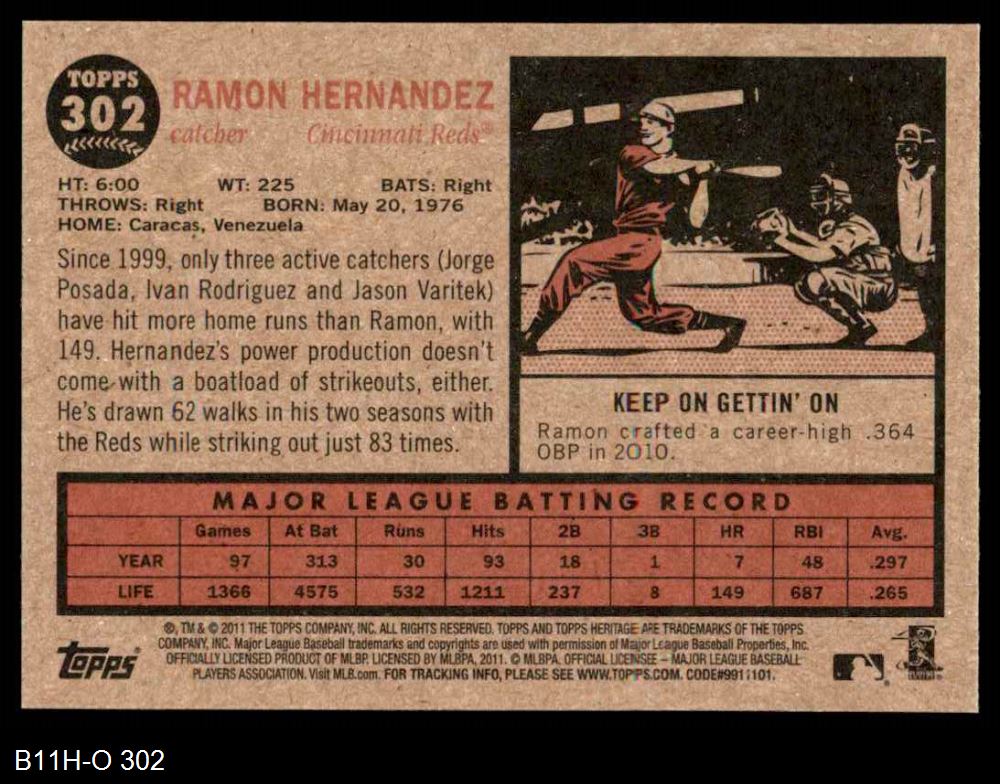 TOPPS
302
RAMON HERNANDEZ
catcher Cincinnati Reds®
HT: 6:00 WT: 225 BATS: Right
THROWS: Right BORN: May 20, 1976
HOME: Caracas, Venezuela
Since 1999, only three active catchers (Jorge
Posada, Ivan Rodriguez and Jason Varitek)
have hit more home runs than Ramon, with
149. Hernandez's power production doesn't
come with a boatload of strikeouts, either.
He's drawn 62 walks in his two seasons with
the Reds while striking out just 83 times.
KEEP ON GETTIN' ON
Ramon crafted a career-high .364
OBP in 2010.
MAJOR LEAGUE BATTING RECORD
Games At Bat Runs Hits 2B 3B HR RBI Avg.
YEAR 97 313 30 93 18 1 7 48 .297
LIFE 1366 4575 532 1211 237 8 149 687 .265
®, TM & © 2011 THE TOPPS COMPANY, INC. ALL RIGHTS RESERVED. TOPPS AND TOPPS HERITAGE ARE TRADEMARKS OF THE TOPPS
COMPANY, INC. Major League Baseball trademarks and copyrights are used with permission of Major League Baseball Properties, Inc.
OFFICIALLY LICENSED PRODUCT OF MLBP. LICENSED BY MLBPA, 2011. © MLBPA. OFFICIAL LICENSEE – MAJOR LEAGUE BASEBALL
PLAYERS ASSOCIATION. Visit MLB.com. FOR TRACKING INFO, PLEASE SEE WWW.TOPPS.COM. CODE#9911101.
Topps
B11H-O 302